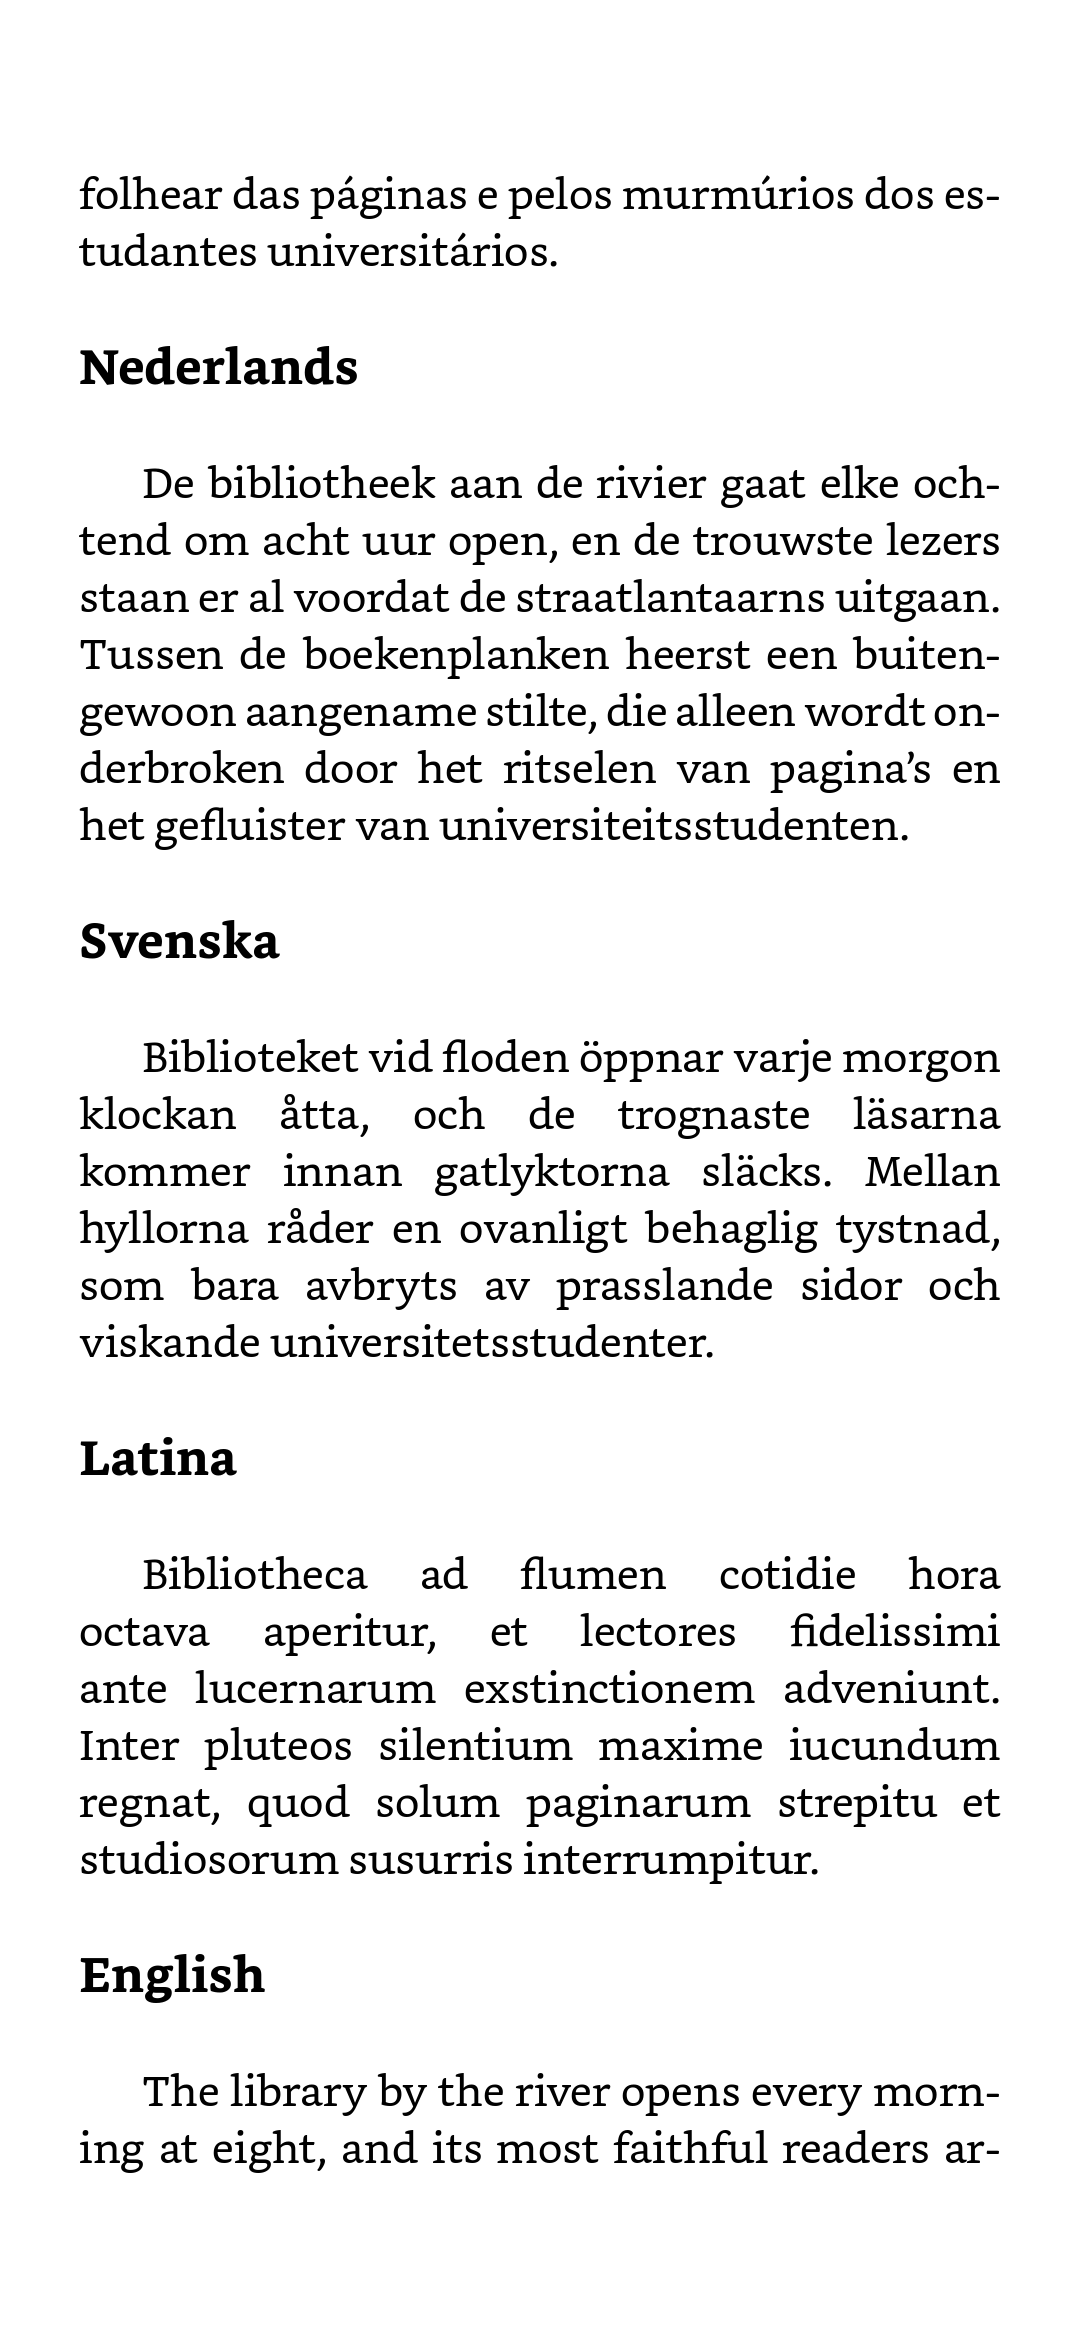 folhear das páginas e pelos murmúrios dos es-
tudantes universitários.
Nederlands
De bibliotheek aan de rivier gaat elke och-
tend om acht uur open, en de trouwste lezers
staan er al voordat de straatlantaarns uitgaan.
Tussen de boekenplanken heerst een buiten-
gewoon aangename stilte, die alleen wordt on-
derbroken door het ritselen van pagina’s en
het gefluister van universiteitsstudenten.
Svenska
Biblioteket vid floden öppnar varje morgon
klockan åtta, och de trognaste läsarna
kommer innan gatlyktorna släcks. Mellan
hyllorna råder en ovanligt behaglig tystnad,
som bara avbryts av prasslande sidor och
viskande universitetsstudenter.
Latina
Bibliotheca ad flumen cotidie hora
octava aperitur, et lectores fidelissimi
ante lucernarum exstinctionem adveniunt.
Inter pluteos silentium maxime iucundum
regnat, quod solum paginarum strepitu et
studiosorum susurris interrumpitur.
English
The library by the river opens every morn-
ing at eight, and its most faithful readers ar-